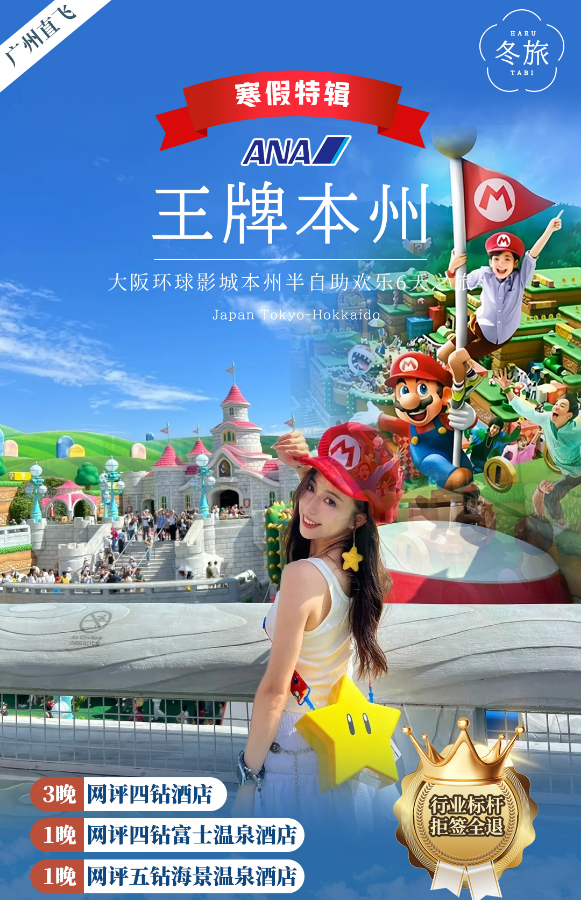 广州直飞
HARU
冬旅
TABI
寒假特辑
ANA
王牌本州
大阪环球影城本州半自助欢乐6天之旅
Japan Tokyo-Hokkaido
3晚 网评四钻酒店
1晚 网评四钻富士温泉酒店
1晚 网评五钻海景温泉酒店
行业标杆
拒签全退